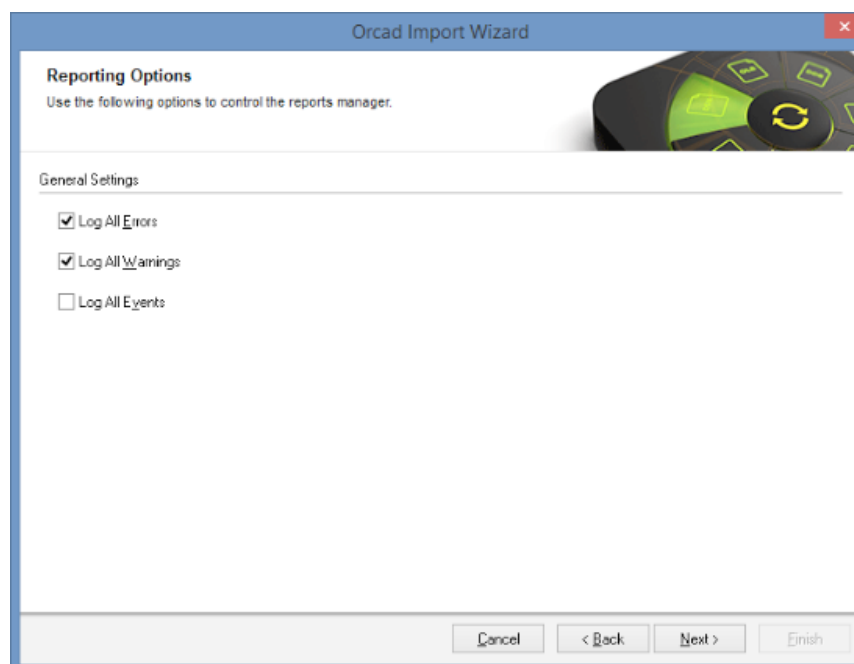 Orcad Import Wizard
Reporting Options
Use the following options to control the reports manager.
General Settings
Log All Errors
Log All Warnings
Log All Events
Cancel
< Back
Next >
Finish